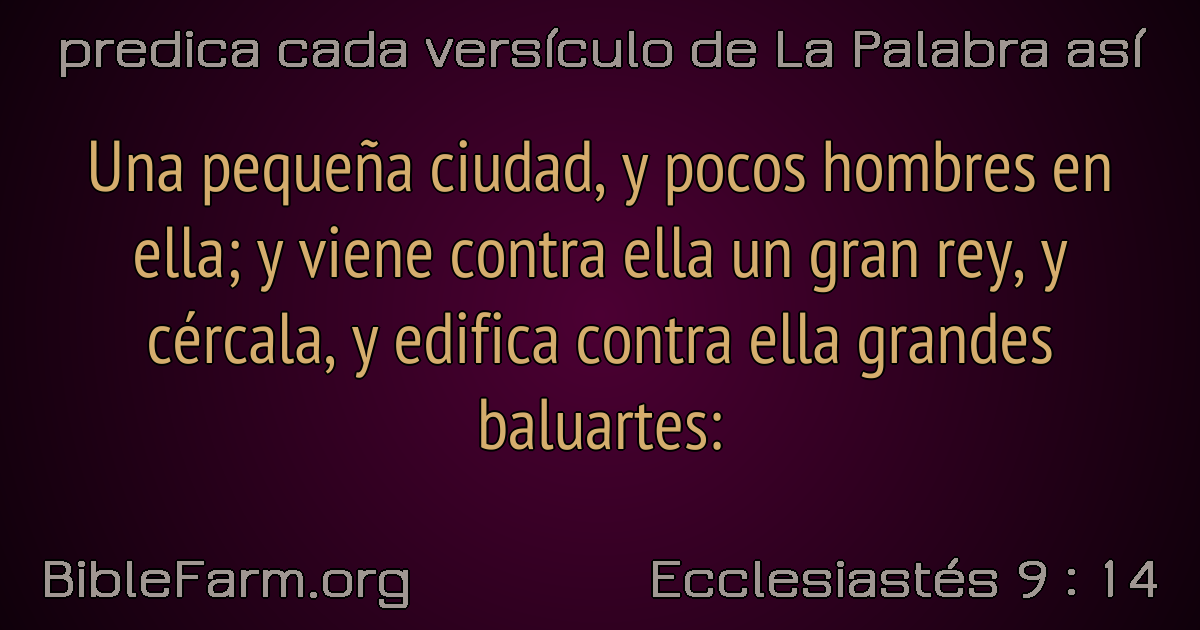 predica cada versículo de La Palabra así
Una pequeña ciudad, y pocos hombres en
ella; y viene contra ella un gran rey, y
cércala, y edifica contra ella grandes
baluartes:
BibleFarm.org
Ecclesiastés 9 : 14